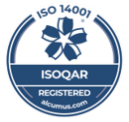 ISO 14001
ISOQAR
REGISTERED
alcumus.com